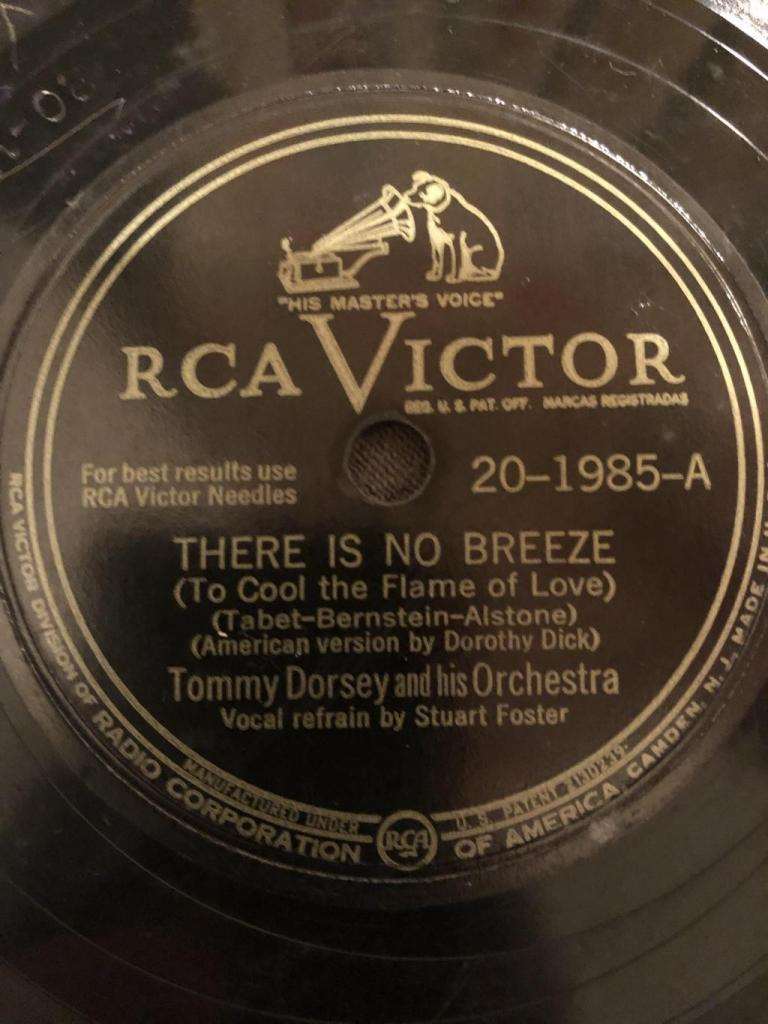 "HIS MASTER'S VOICE"
RCA VICTOR
REG. U. S. PAT. OFF. MARCAS REGISTRADAS
For best results use
RCA Victor Needles
20-1985-A
THERE IS NO BREEZE
(To Cool the Flame of Love)
(Tabet-Bernstein-Alstone)
(American version by Dorothy Dick)
Tommy Dorsey and his Orchestra
Vocal refrain by Stuart Foster
MANUFACTURED UNDER RCA U. S. PATENT
RCA VICTOR DIVISION OF RADIO CORPORATION OF AMERICA, CAMDEN, N. J. MADE IN